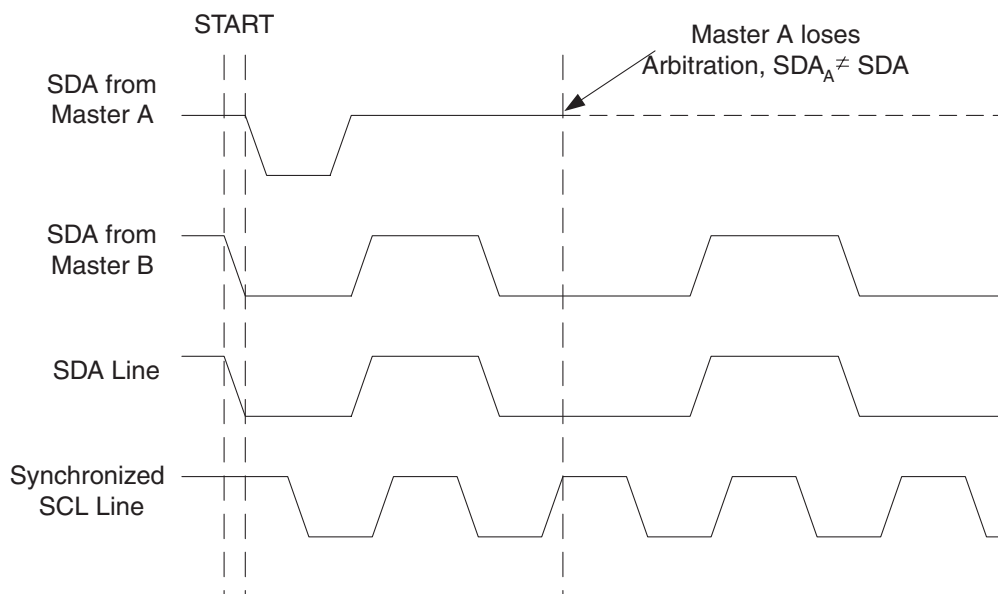 START
Master A loses
Arbitration, SDA_A ≠ SDA
SDA from
Master A
SDA from
Master B
SDA Line
Synchronized
SCL Line